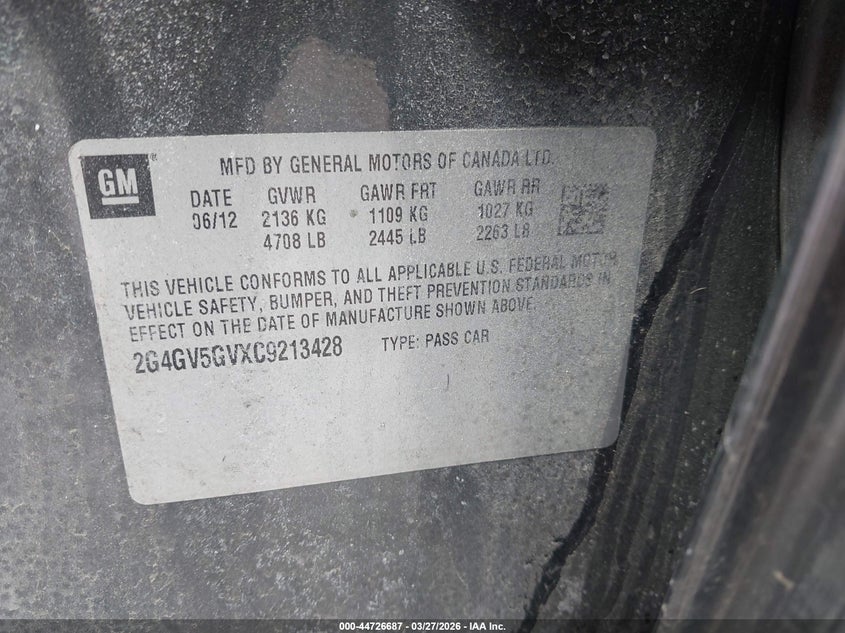 GM
MFD BY GENERAL MOTORS OF CANADA LTD.
DATE GVWR GAWR FRT GAWR RR
06/12 2136 KG 1109 KG 1027 KG
4708 LB 2445 LB 2263 LB
THIS VEHICLE CONFORMS TO ALL APPLICABLE U.S. FEDERAL MOTOR
VEHICLE SAFETY, BUMPER, AND THEFT PREVENTION STANDARDS IN
EFFECT ON THE DATE OF MANUFACTURE SHOWN ABOVE.
2G4GV5GVXC9213428 TYPE: PASS CAR
000-44726687 | 03/27/2026 | IAA Inc.